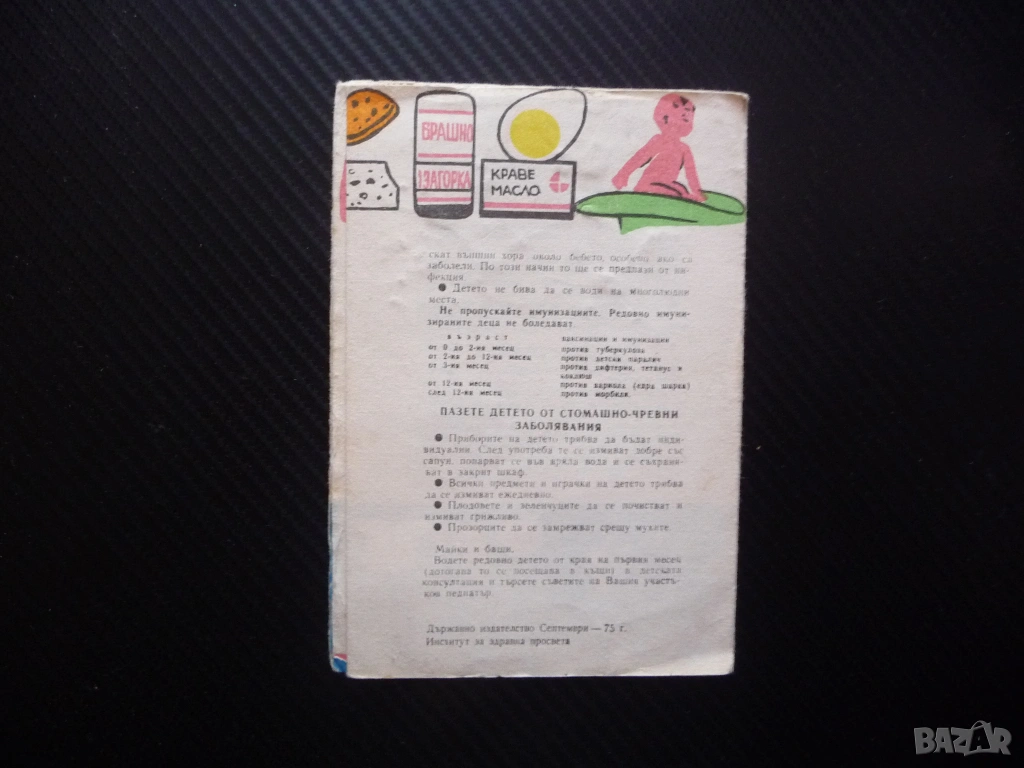 БРАШНО
ЗАГОРКА
КРАВЕ
МАСЛО
скат външни хора около бебето, особено ако са
заболели. По този начин то ще се предпази от ин-
фекция.
● Детето не бива да се води на многолюдни
места.
Не пропускайте имунизациите. Редовно имуни-
зираните деца не боледават.
възраст ваксинации и имунизации
от 0 до 2-ия месец против туберкулоза
от 2-ия до 12-ия месец против детски паралич
от 3-ия месец против дифтерия, тетанус и
коклюш
от 12-ия месец против вариола (едра шарка)
след 12-ия месец против морбили.
ПАЗЕТЕ ДЕТЕТО ОТ СТОМАШНО-ЧРЕВНИ
ЗАБОЛЯВАНИЯ
● Приборите на детето трябва да бъдат инди-
видуални. След употреба те се измиват добре със
сапун, попарват се във вряла вода и се съхраня-
ват в закрит шкаф.
● Всички предмети и играчки на детето трябва
да се измиват ежедневно.
● Плодовете и зеленчуците да се почистват и
измиват грижливо.
● Прозорците да се замрежват срещу мухите.
Майки и бащи,
Водете редовно детето от края на първия месец
(дотогава то се посещава в къщи) в детската
консултация и търсете съветите на Вашия участъ-
ков педиатър.
Държавно издателство Септември — 75 г.
Институт за здравна просвета
BAZAR